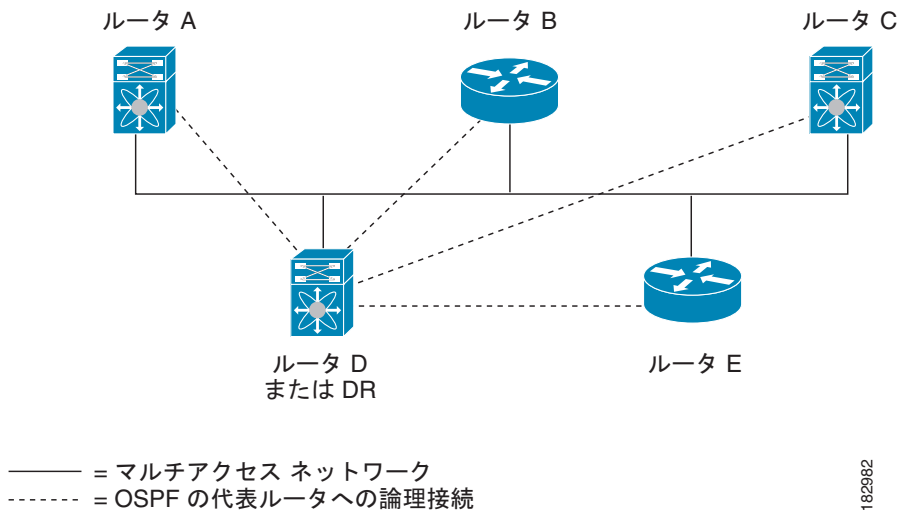 ルータ A
ルータ B
ルータ C
ルータ D
または DR
ルータ E
= マルチアクセス ネットワーク
= OSPF の代表ルータへの論理接続
182982